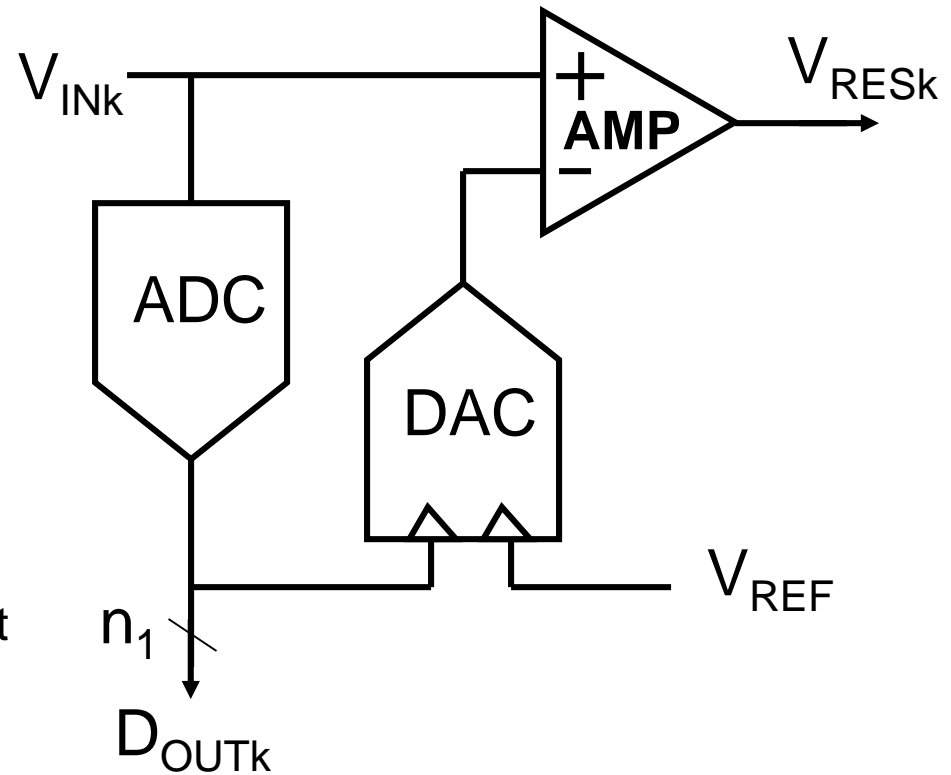 V_INk
V_RESk
+
AMP
−
ADC
DAC
V_REF
t
n_1
D_OUTk